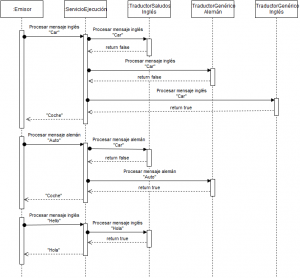 :Emisor
ServicioEjecución
TraductorSaludos
Inglés
TraductorGenérico
Alemán
TraductorGenérico
Inglés
Procesar mensaje inglés
"Car"
Procesar mensaje inglés
"Car"
return false
Procesar mensaje inglés
"Car"
return false
Procesar mensaje inglés
"Car"
return true
"Coche"
Procesar mensaje alemán
"Auto"
Procesar mensaje alemán
"Car"
return false
Procesar mensaje alemán
"Auto"
return true
"Coche"
Procesar mensaje inglés
"Hello"
Procesar mensaje inglés
"Hola"
return true
"Hola"